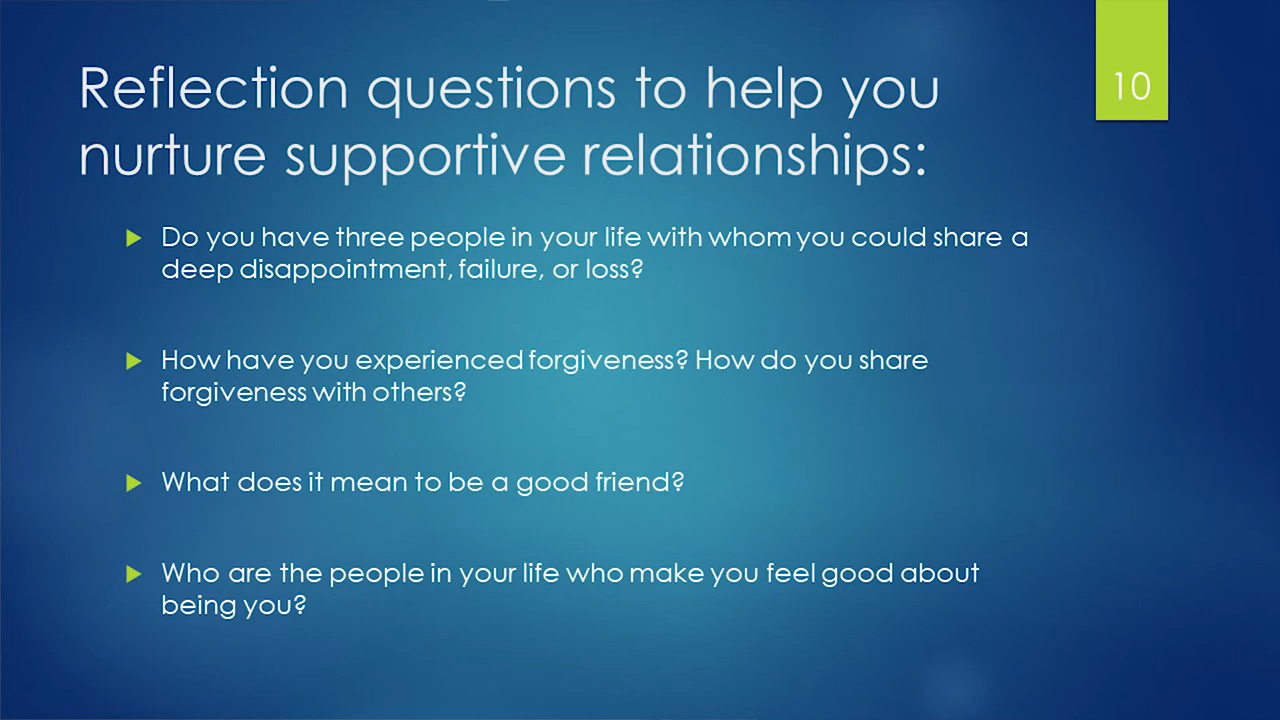 Reflection questions to help you
nurture supportive relationships:
10
Do you have three people in your life with whom you could share a
deep disappointment, failure, or loss?
How have you experienced forgiveness? How do you share
forgiveness with others?
What does it mean to be a good friend?
Who are the people in your life who make you feel good about
being you?